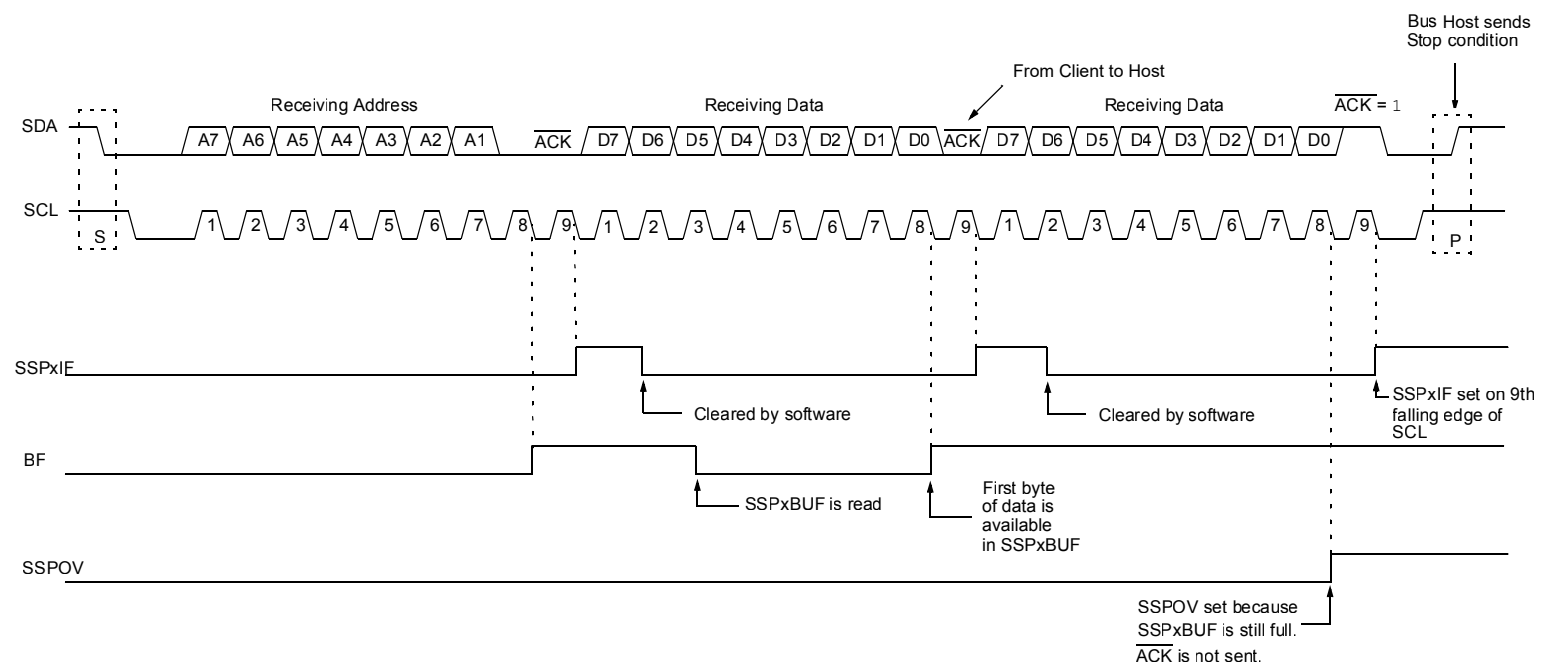 Bus Host sends
Stop condition
From Client to Host
Receiving Address
Receiving Data
Receiving Data
ACK = 1
SDA
A7 A6 A5 A4 A3 A2 A1 ACK D7 D6 D5 D4 D3 D2 D1 D0 ACK D7 D6 D5 D4 D3 D2 D1 D0
SCL
S
1 2 3 4 5 6 7 8 9 1 2 3 4 5 6 7 8 9 1 2 3 4 5 6 7 8 9
P
SSPxIF
Cleared by software
Cleared by software
SSPxIF set on 9th
falling edge of
SCL
BF
SSPxBUF is read
First byte
of data is
available
in SSPxBUF
SSPOV
SSPOV set because
SSPxBUF is still full.
ACK is not sent.